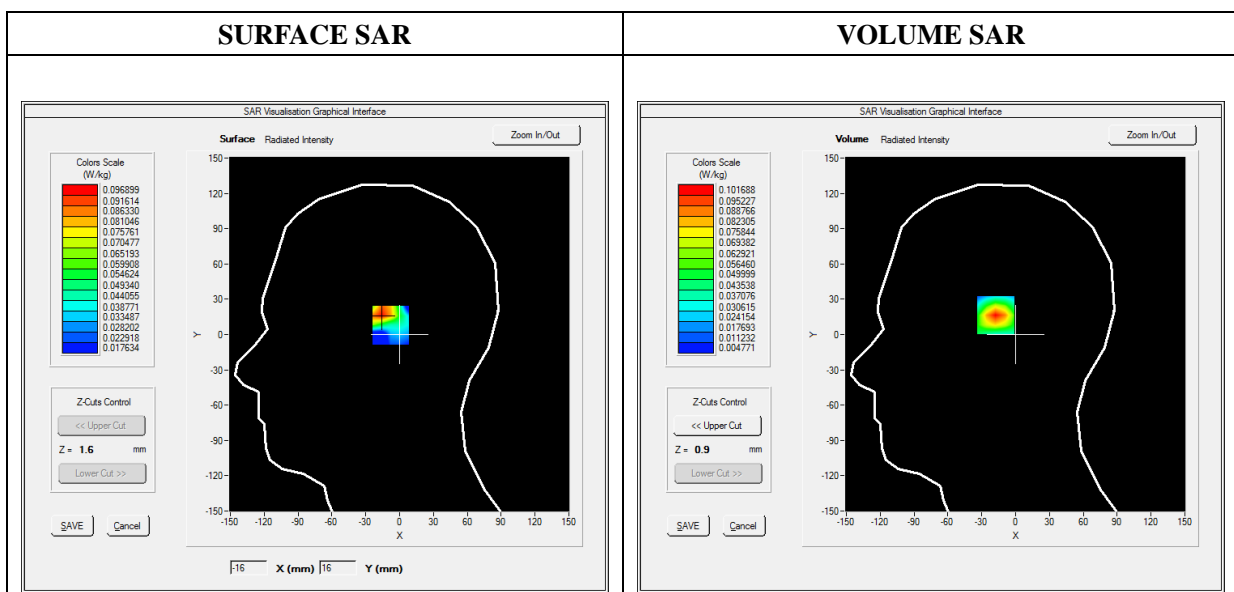 SURFACE SAR
VOLUME SAR
SAR Visualisation Graphical Interface
Surface Radiated Intensity
Zoom In/Out
Colors Scale
(W/kg)
0.096899
0.091614
0.086330
0.081046
0.075761
0.070477
0.065193
0.059908
0.054624
0.049340
0.044055
0.038771
0.033487
0.028202
0.022918
0.017634
Z-Cuts Control
<< Upper Cut
Z = 1.6 mm
Lower Cut >>
SAVE Cancel
150
120
90
60
30
0
-30
-60
-90
-120
-150
Y
-150 -120 -90 -60 -30 0 30 60 90 120 150
X
-16 X (mm) 16 Y (mm)
SAR Visualisation Graphical Interface
Volume Radiated Intensity
Zoom In/Out
Colors Scale
(W/kg)
0.101688
0.095227
0.088766
0.082305
0.075844
0.069382
0.062921
0.056460
0.049999
0.043538
0.037076
0.030615
0.024154
0.017693
0.011232
0.004771
Z-Cuts Control
<< Upper Cut
Z = 0.9 mm
Lower Cut >>
SAVE Cancel
150
120
90
60
30
0
-30
-60
-90
-120
-150
Y
-150 -120 -90 -60 -30 0 30 60 90 120 150
X